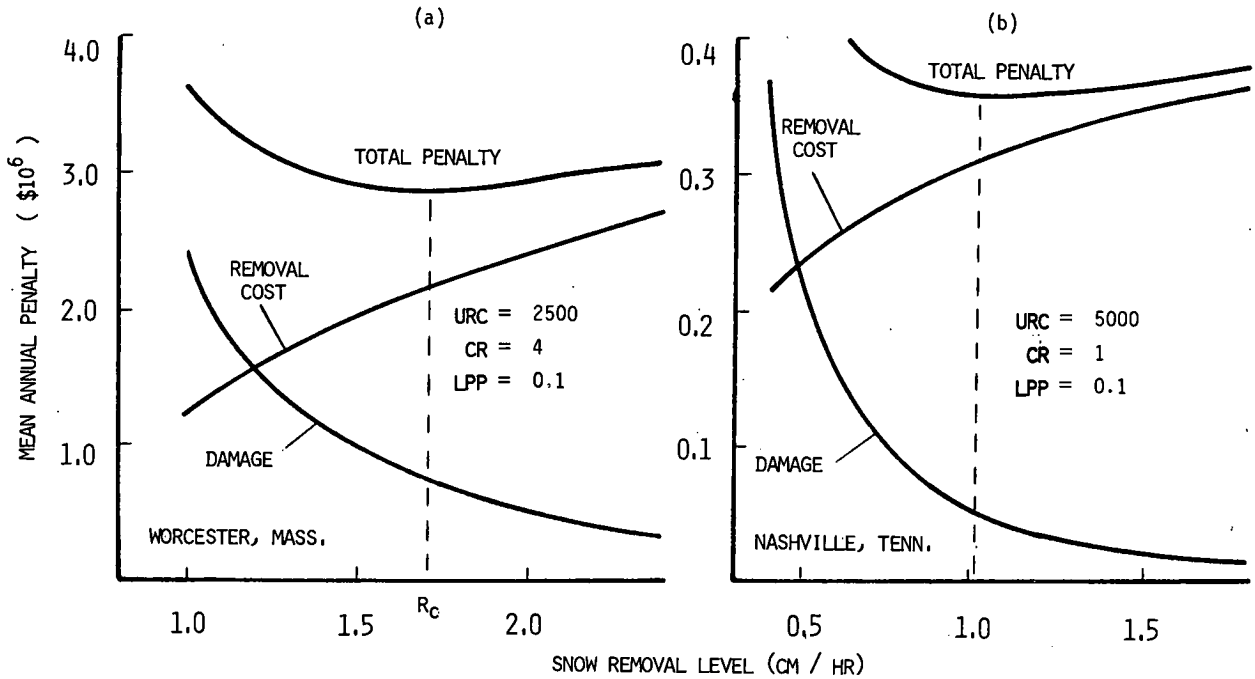 (a)
4.0
3.0
2.0
1.0
MEAN ANNUAL PENALTY ( $10^6 )
TOTAL PENALTY
REMOVAL
COST
URC = 2500
CR = 4
LPP = 0.1
DAMAGE
WORCESTER, MASS.
1.0
1.5
Rc
2.0
(b)
0.4
0.3
0.2
0.1
TOTAL PENALTY
REMOVAL
COST
URC = 5000
CR = 1
LPP = 0.1
DAMAGE
NASHVILLE, TENN.
0.5
1.0
1.5
SNOW REMOVAL LEVEL (CM / HR)